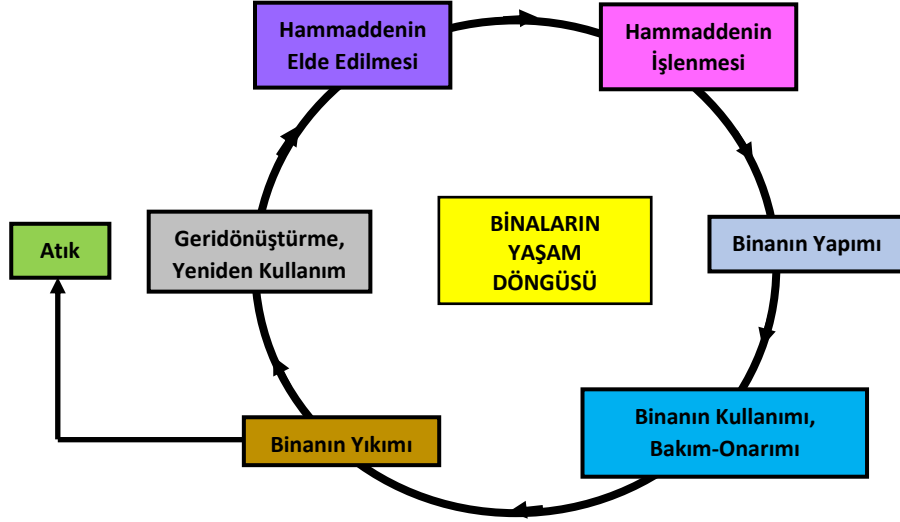 Hammaddenin
Elde Edilmesi
Hammaddenin
İşlenmesi
Binanın Yapımı
Binanın Kullanımı,
Bakım-Onarımı
Binanın Yıkımı
Atık
Geridönüştürme,
Yeniden Kullanım
BİNALARIN
YAŞAM
DÖNGÜSÜ